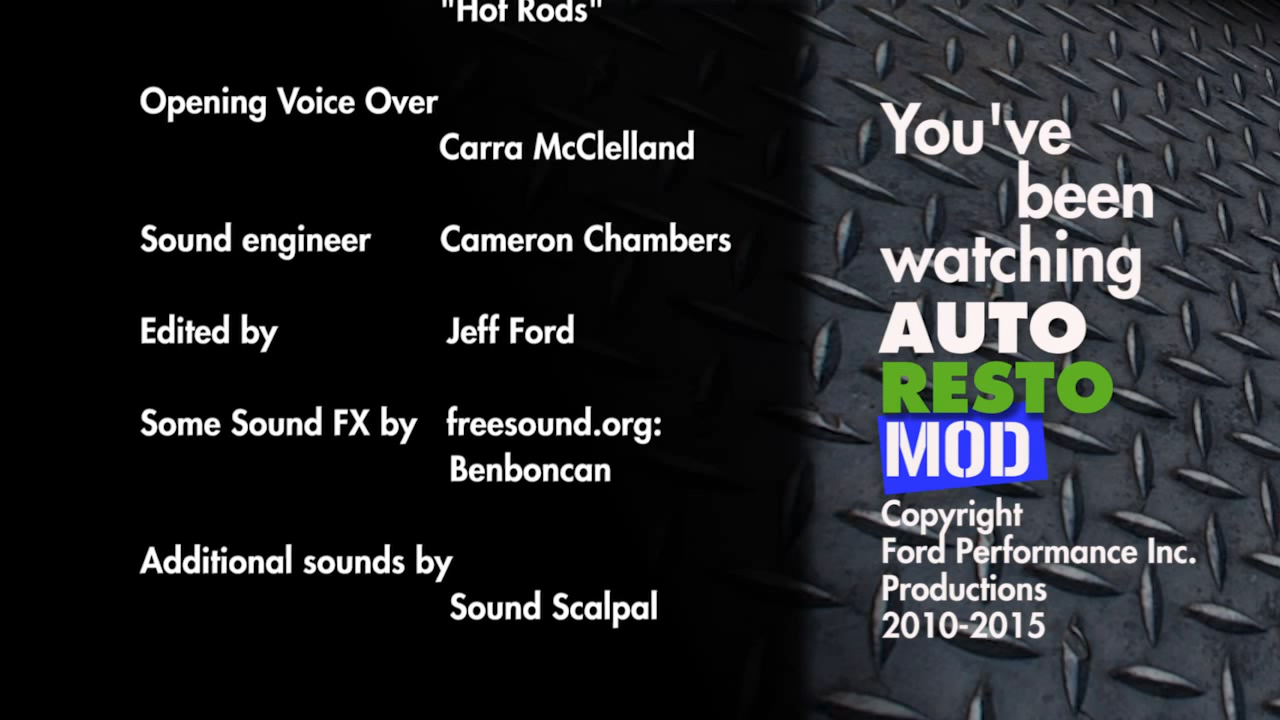 "Hot Rods"
Opening Voice Over
Carra McClelland
Sound engineer Cameron Chambers
Edited by Jeff Ford
Some Sound FX by freesound.org:
Benboncan
Additional sounds by
Sound Scalpal
You've
been
watching
AUTO
RESTO
MOD
Copyright
Ford Performance Inc.
Productions
2010-2015